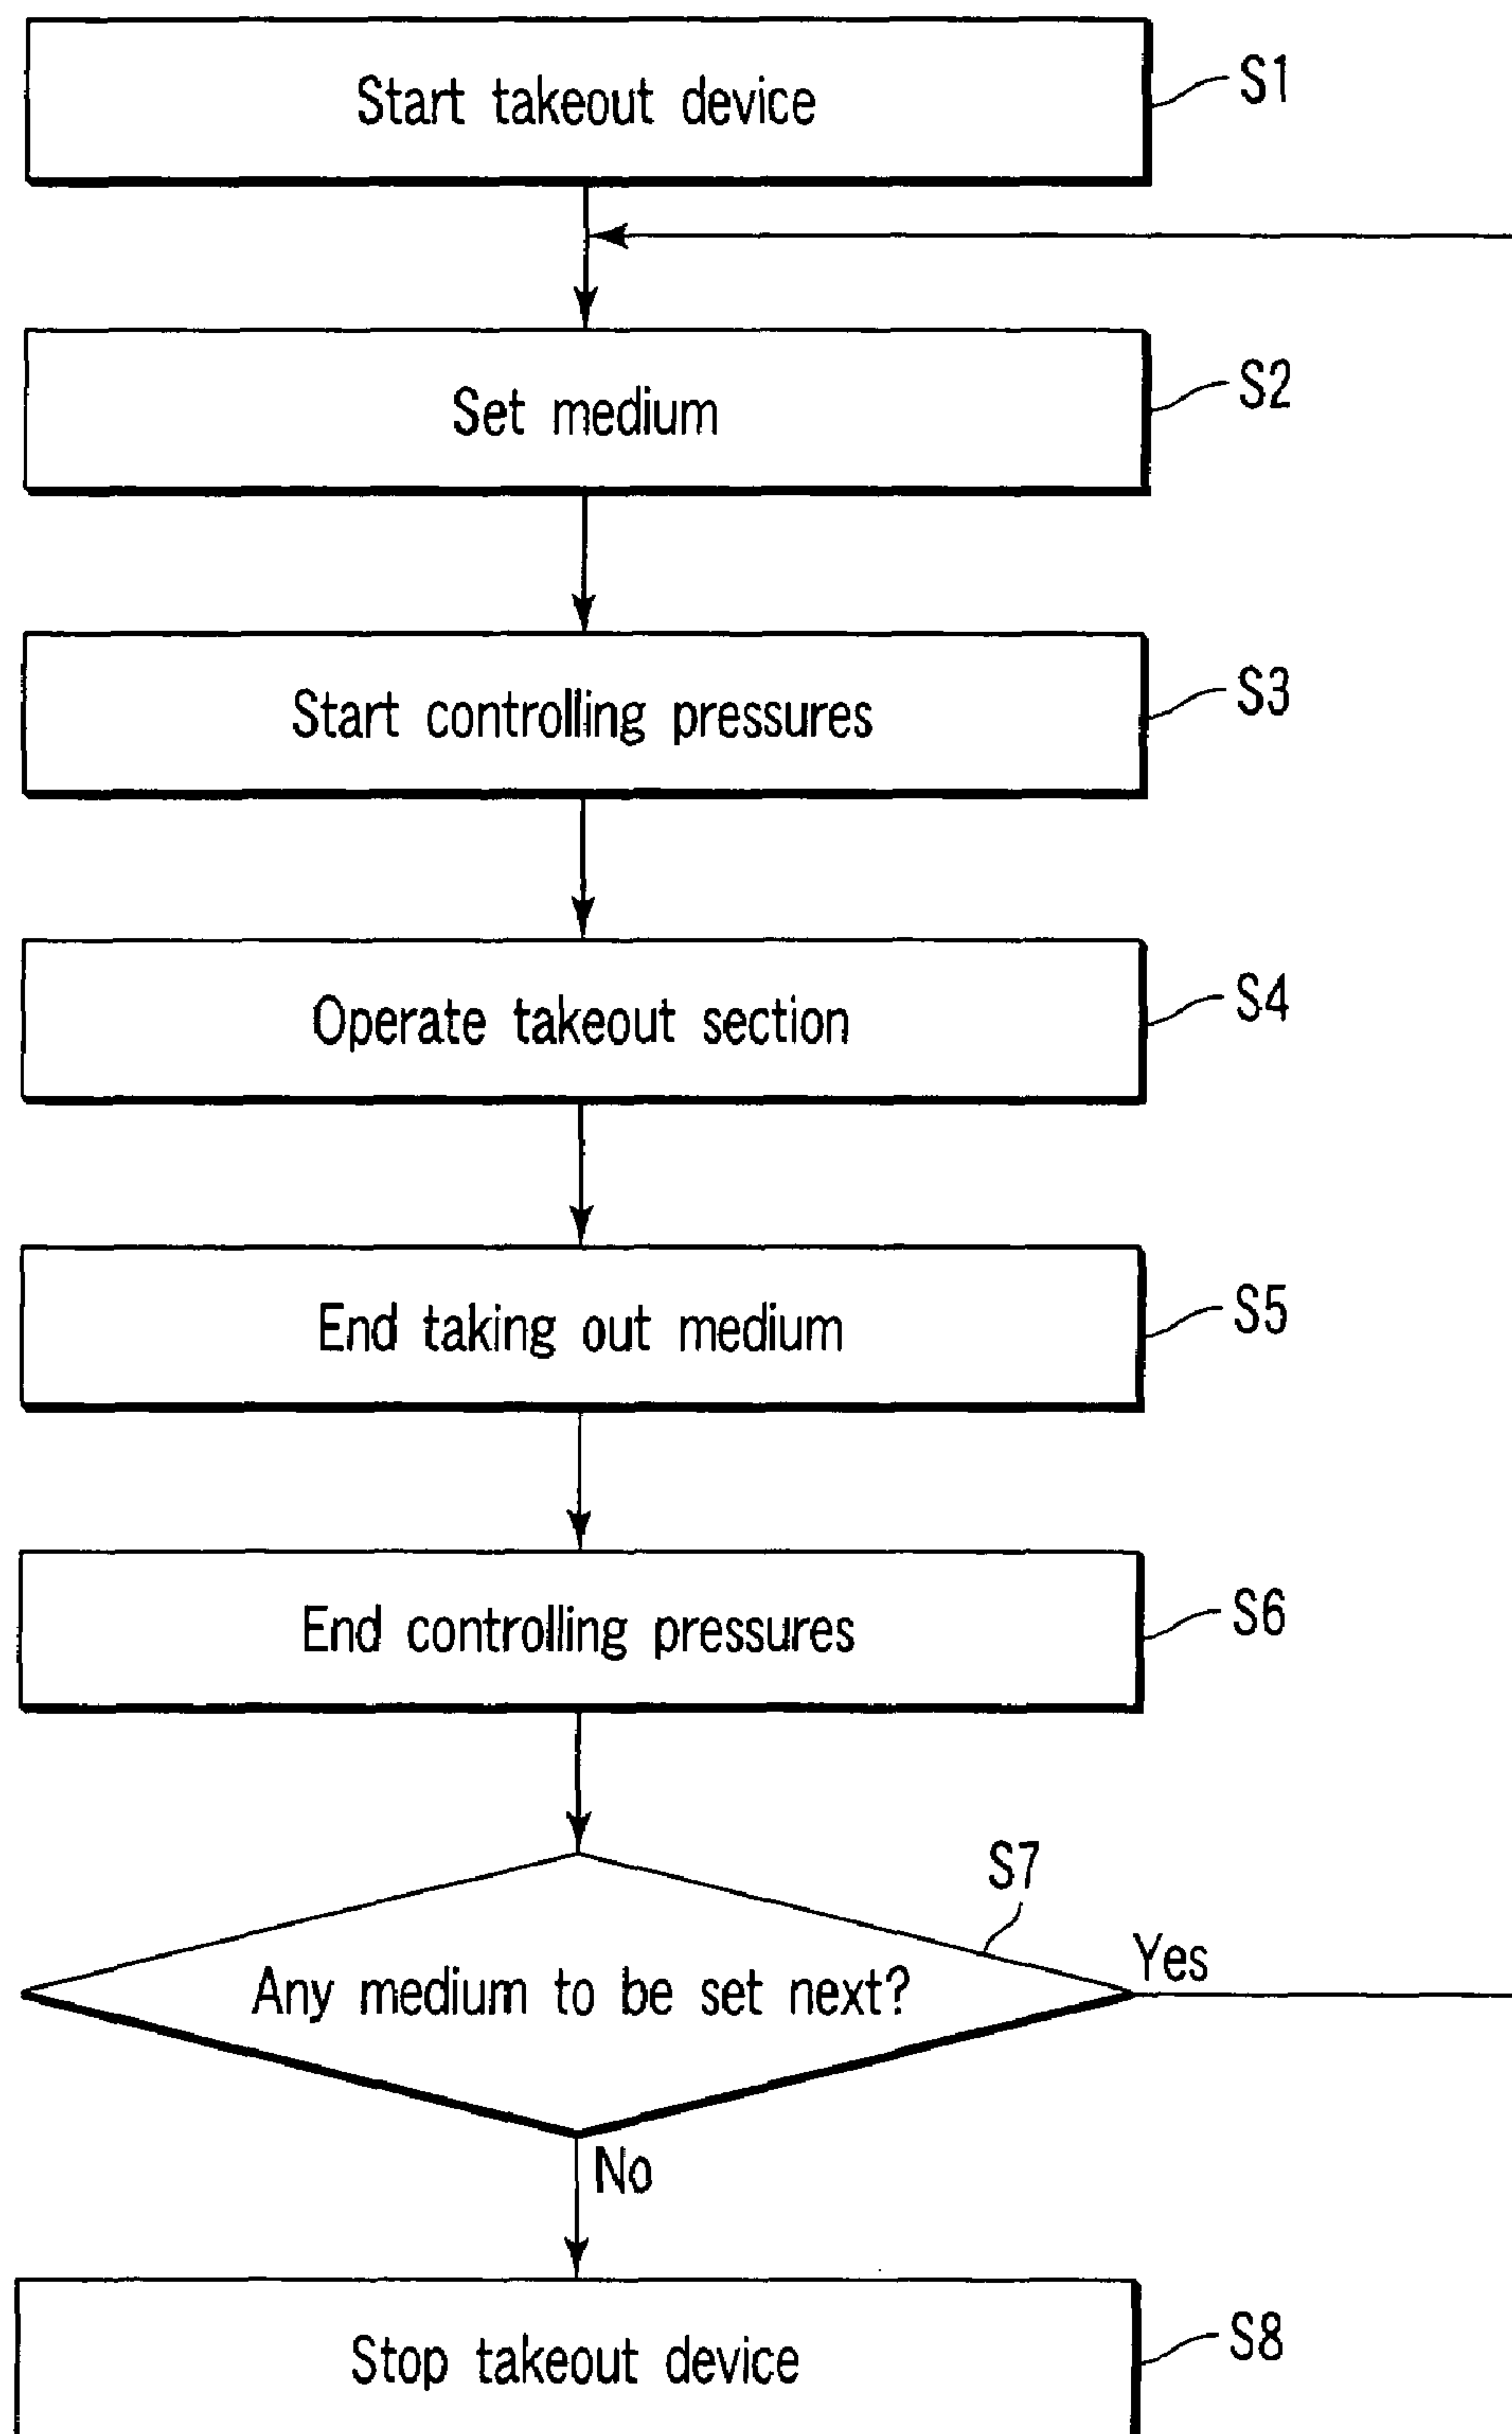 Start takeout device
S1
Set medium
S2
Start controlling pressures
S3
Operate takeout section
S4
End taking out medium
S5
End controlling pressures
S6
S7
Any medium to be set next?
Yes
No
Stop takeout device
S8